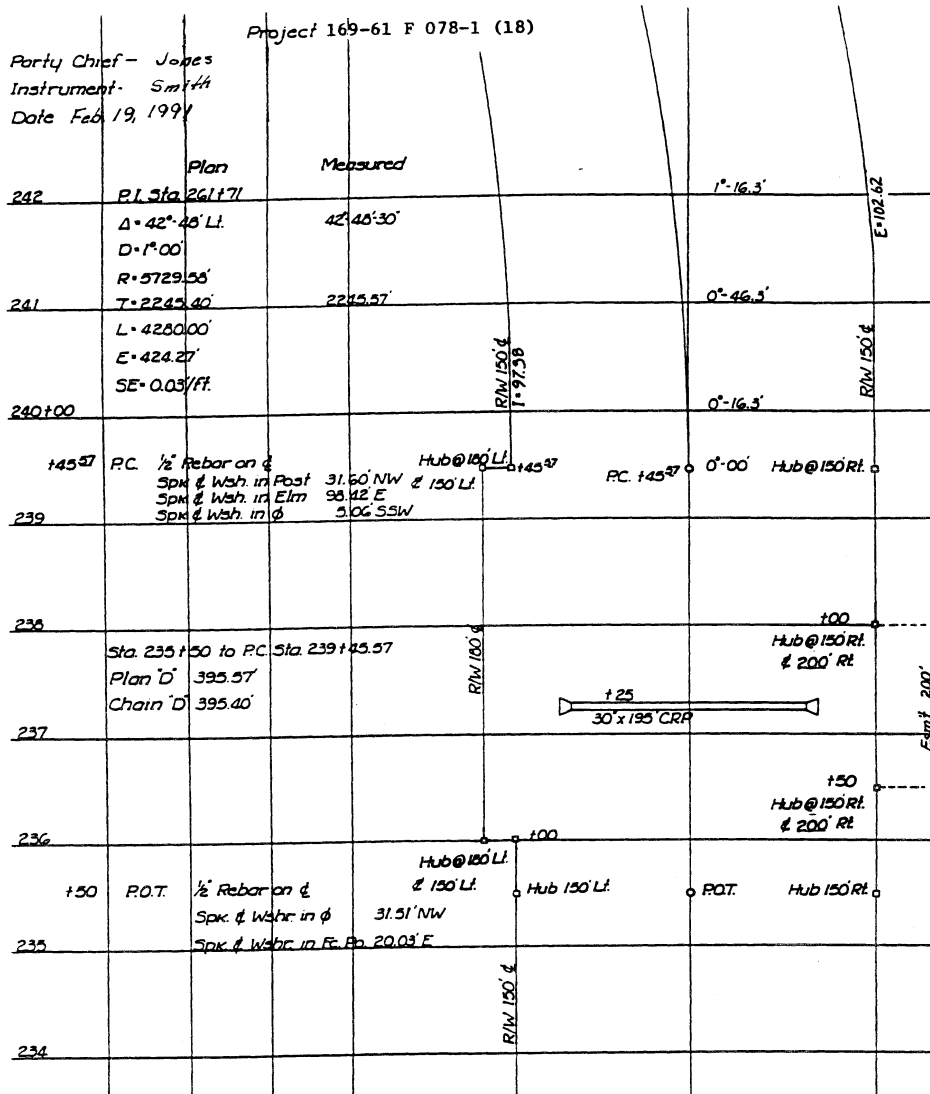 Project 169-61 F 078-1 (18)
Party Chief - Jones
Instrument- Smith
Date Feb. 19, 1991
Plan Measured
242 P.I. Sta. 261+71 1°-16.3'
Δ=42°-48' Lt. 42°-48'-30"
E=102.62
D=1°-00'
R=5729.58'
241 T=2245.40' 2245.57' 0°-46.3'
L=4280.00'
E=424.27'
SE=0.03'/ft.
R/W 150' ₵
I=97.38
R/W 150' ₵
240+00 0°-16.3'
+45.57 P.C. ½" Rebar on ₵ Hub@180' Lt. +45.57 P.C. +45.57 0°-00' Hub@150' Rt.
Spk & Wsh. in Post 31.60' NW & 150' Lt.
Spk & Wsh. in Elm 98.42' E
Spk & Wsh. in ϕ 5.06' SSW
239
238 +00
Sta. 235+50 to P.C. Sta. 239+45.57 Hub@150' Rt.
& 200' Rt.
Plan "D" 395.57'
Chain "D" 395.40'
R/W 180' ₵
+25
30" x 195' CRP
237
Esm't 200'
+50
Hub@150' Rt.
& 200' Rt.
236 +00
Hub@180' Lt.
& 150' Lt.
+50 P.O.T. ½" Rebar on ₵ Hub 150' Lt. P.O.T. Hub 150' Rt.
Spk. & Wshr. in ϕ 31.51' NW
235 Spk. & Wshr. in Fc. Po. 20.03' E
R/W 150' ₵
234